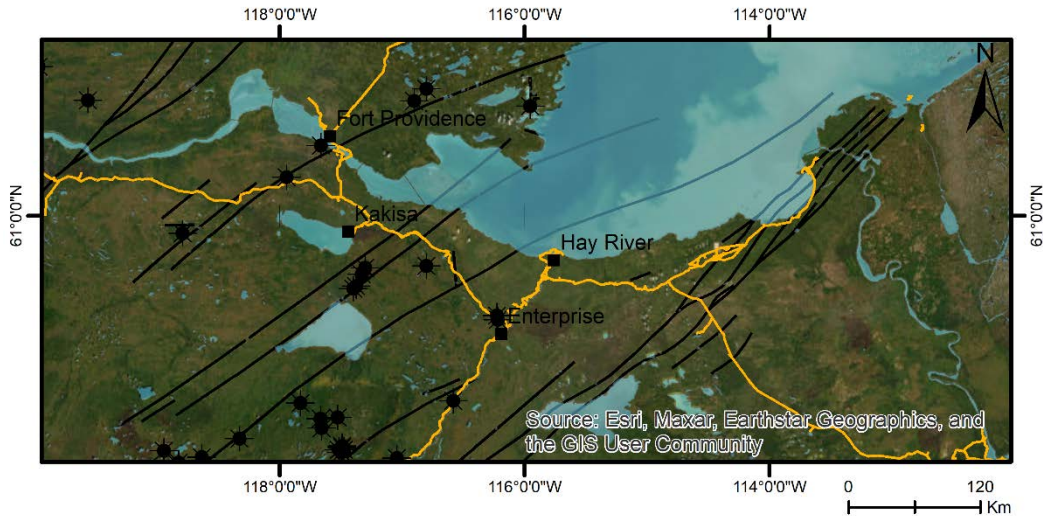 118°0'0"W 116°0'0"W 114°0'0"W
N
Fort Providence
61°0'0"N 61°0'0"N
Kakisa
Hay River
Enterprise
Source: Esri, Maxar, Earthstar Geographics, and
the GIS User Community
118°0'0"W 116°0'0"W 114°0'0"W
0 120
Km